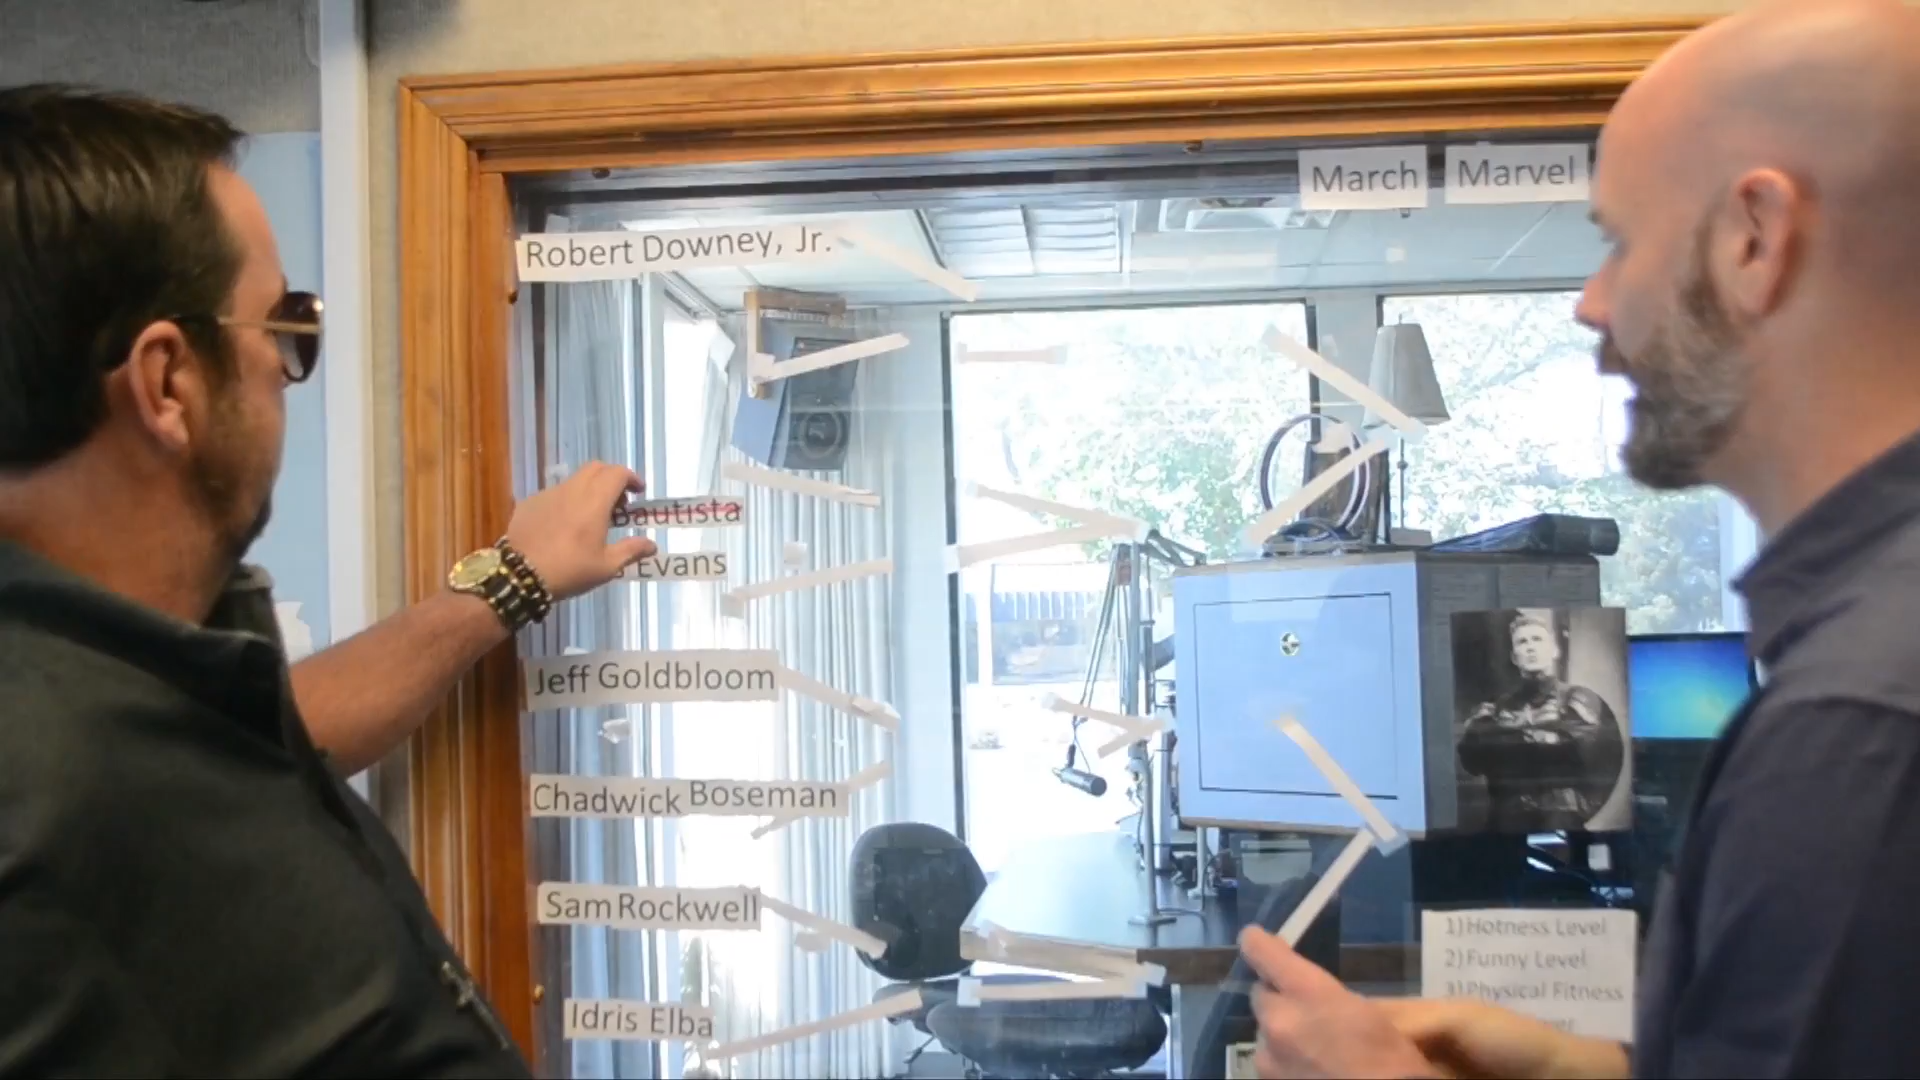 March Marvel
Robert Downey, Jr.
Bautista
Evans
Jeff Goldbloom
Chadwick Boseman
Sam Rockwell
Idris Elba
1) Hotness Level
2) Funny Level
3) Physical Fitness